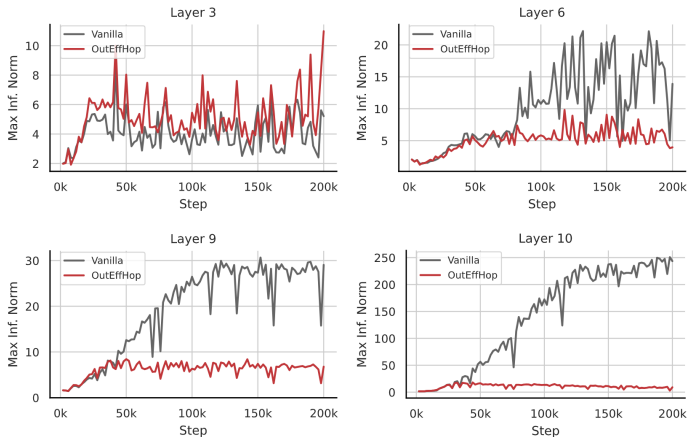 Layer 3
Max Inf. Norm
10
8
6
4
2
Vanilla
OutEffHop
0k 50k 100k 150k 200k
Step
Layer 6
Max Inf. Norm
20
15
10
5
Vanilla
OutEffHop
0k 50k 100k 150k 200k
Step
Layer 9
Max Inf. Norm
30
20
10
0
Vanilla
OutEffHop
0k 50k 100k 150k 200k
Step
Layer 10
Max Inf. Norm
250
200
150
100
50
0
Vanilla
OutEffHop
0k 50k 100k 150k 200k
Step